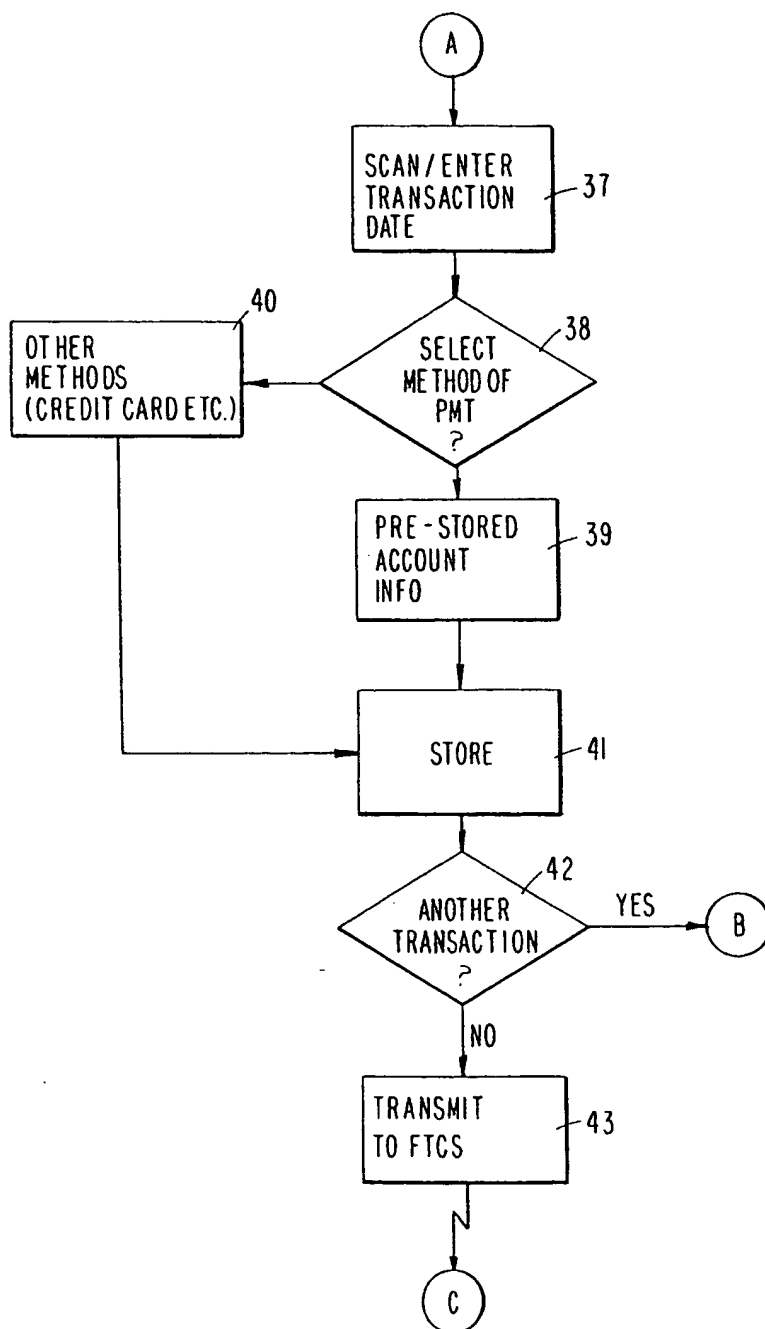 A
SCAN/ENTER
TRANSACTION
DATE
37
40
38
OTHER
METHODS
(CREDIT CARD ETC.)
SELECT
METHOD OF
PMT
?
PRE-STORED
ACCOUNT
INFO
39
STORE
41
42
ANOTHER
TRANSACTION
?
YES
B
NO
TRANSMIT
TO FTCS
43
C